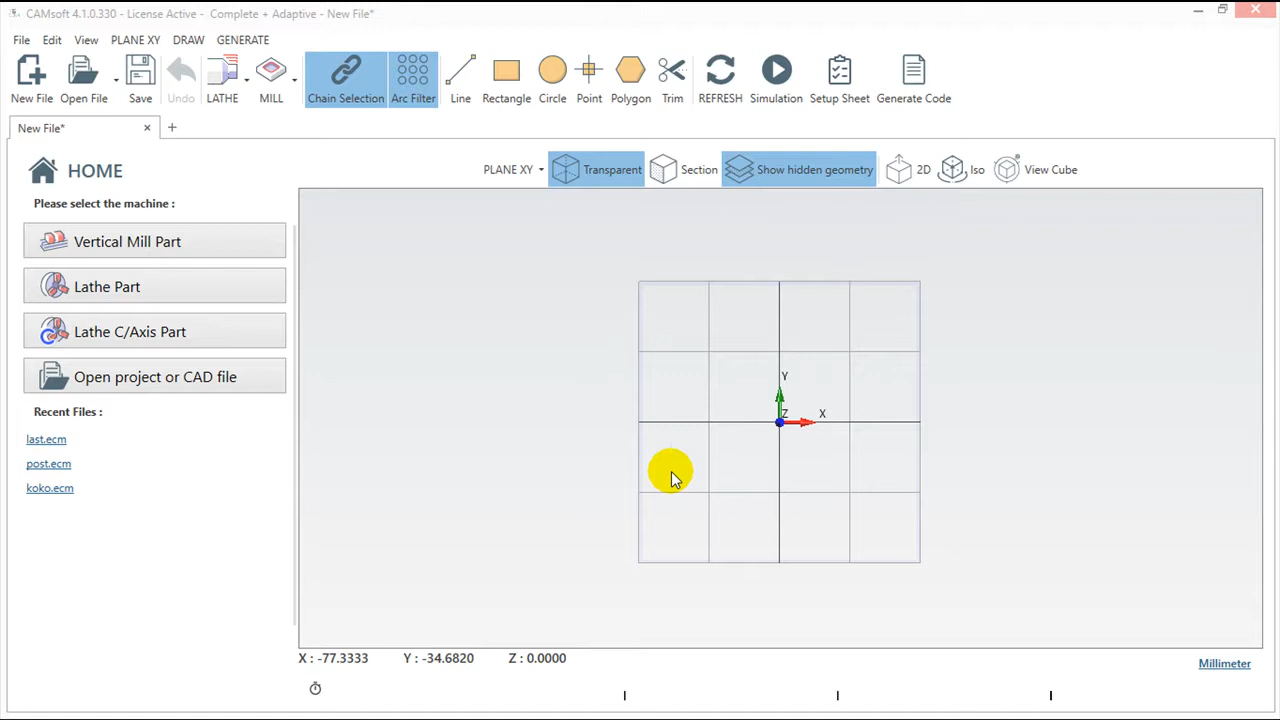 CAMsoft 4.1.0.330 - License Active - Complete + Adaptive - New File*
File Edit View PLANE XY DRAW GENERATE
New File Open File Save Undo LATHE MILL Chain Selection Arc Filter Line Rectangle Circle Point Polygon Trim REFRESH Simulation Setup Sheet Generate Code
New File*
HOME
PLANE XY Transparent Section Show hidden geometry 2D Iso View Cube
Please select the machine :
Vertical Mill Part
Lathe Part
Lathe C/Axis Part
Open project or CAD file
Recent Files :
last.ecm
post.ecm
koko.ecm
Y
Z X
X : -77.3333 Y : -34.6820 Z : 0.0000
Millimeter